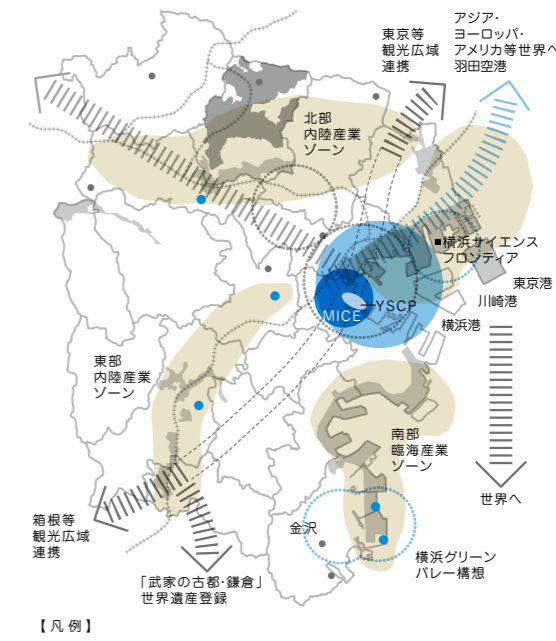 東京等
観光広域
連携
アジア・
ヨーロッパ・
アメリカ等世界へ
羽田空港
北部
内陸産業
ゾーン
■横浜サイエンス
フロンティア
東京港
川崎港
横浜港
YSCP
MICE
東部
内陸産業
ゾーン
南部
臨海産業
ゾーン
世界へ
箱根等
観光広域
連携
金沢
横浜グリーン
バレー構想
「武家の古都・鎌倉」
世界遺産登録
【凡例】